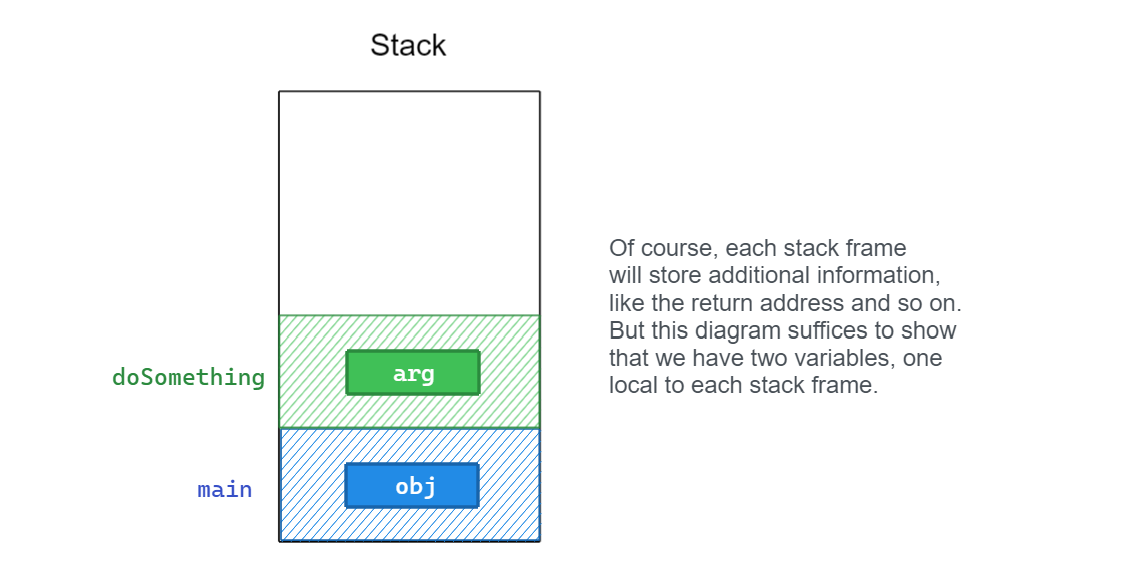 Stack
Of course, each stack frame
will store additional information,
like the return address and so on.
But this diagram suffices to show
that we have two variables, one
local to each stack frame.
doSomething
arg
main
obj